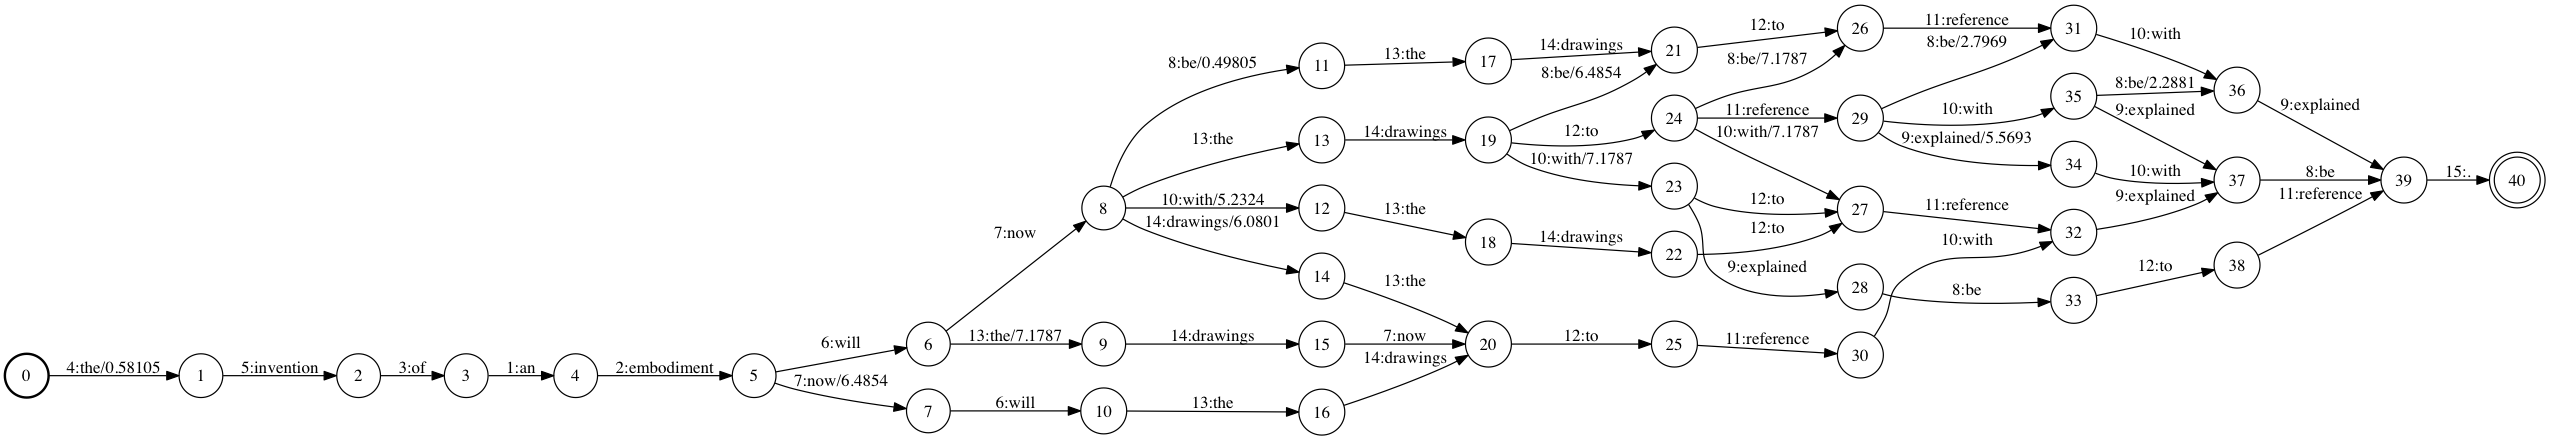 0
4:the/0.58105
1
5:invention
2
3:of
3
1:an
4
2:embodiment
5
6:will
7:now/6.4854
6
7
7:now
13:the/7.1787
6:will
8
9
10
8:be/0.49805
13:the
10:with/5.2324
14:drawings/6.0801
14:drawings
13:the
11
13
12
14
15
16
13:the
14:drawings
13:the
13:the
7:now
14:drawings
17
19
18
20
14:drawings
8:be/6.4854
12:to
10:with/7.1787
14:drawings
12:to
21
24
23
22
25
12:to
8:be/7.1787
11:reference
10:with/7.1787
12:to
12:to
9:explained
11:reference
26
29
27
28
30
11:reference
8:be/2.7969
10:with
9:explained/5.5693
11:reference
10:with
8:be
31
35
34
32
33
10:with
8:be/2.2881
9:explained
10:with
9:explained
12:to
36
37
38
9:explained
8:be
11:reference
39
15:.
40